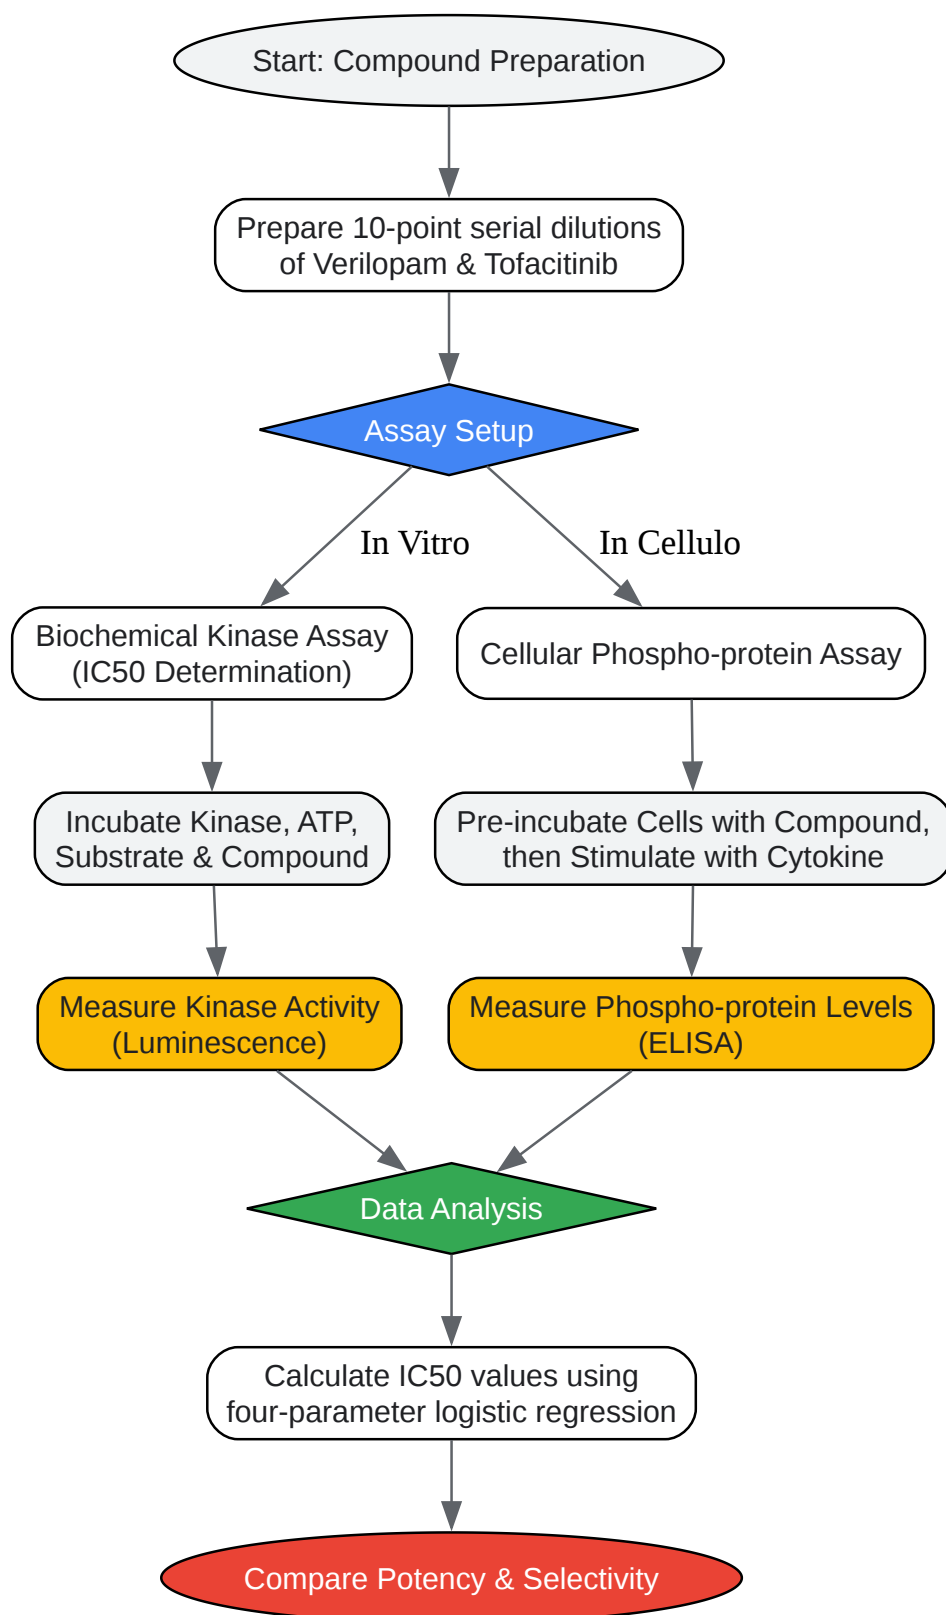 Start: Compound Preparation
Prepare 10-point serial dilutions
of Verilopam & Tofacitinib
Assay Setup
In Vitro
In Cellulo
Biochemical Kinase Assay
(IC50 Determination)
Cellular Phospho-protein Assay
Incubate Kinase, ATP,
Substrate & Compound
Pre-incubate Cells with Compound,
then Stimulate with Cytokine
Measure Kinase Activity
(Luminescence)
Measure Phospho-protein Levels
(ELISA)
Data Analysis
Calculate IC50 values using
four-parameter logistic regression
Compare Potency & Selectivity